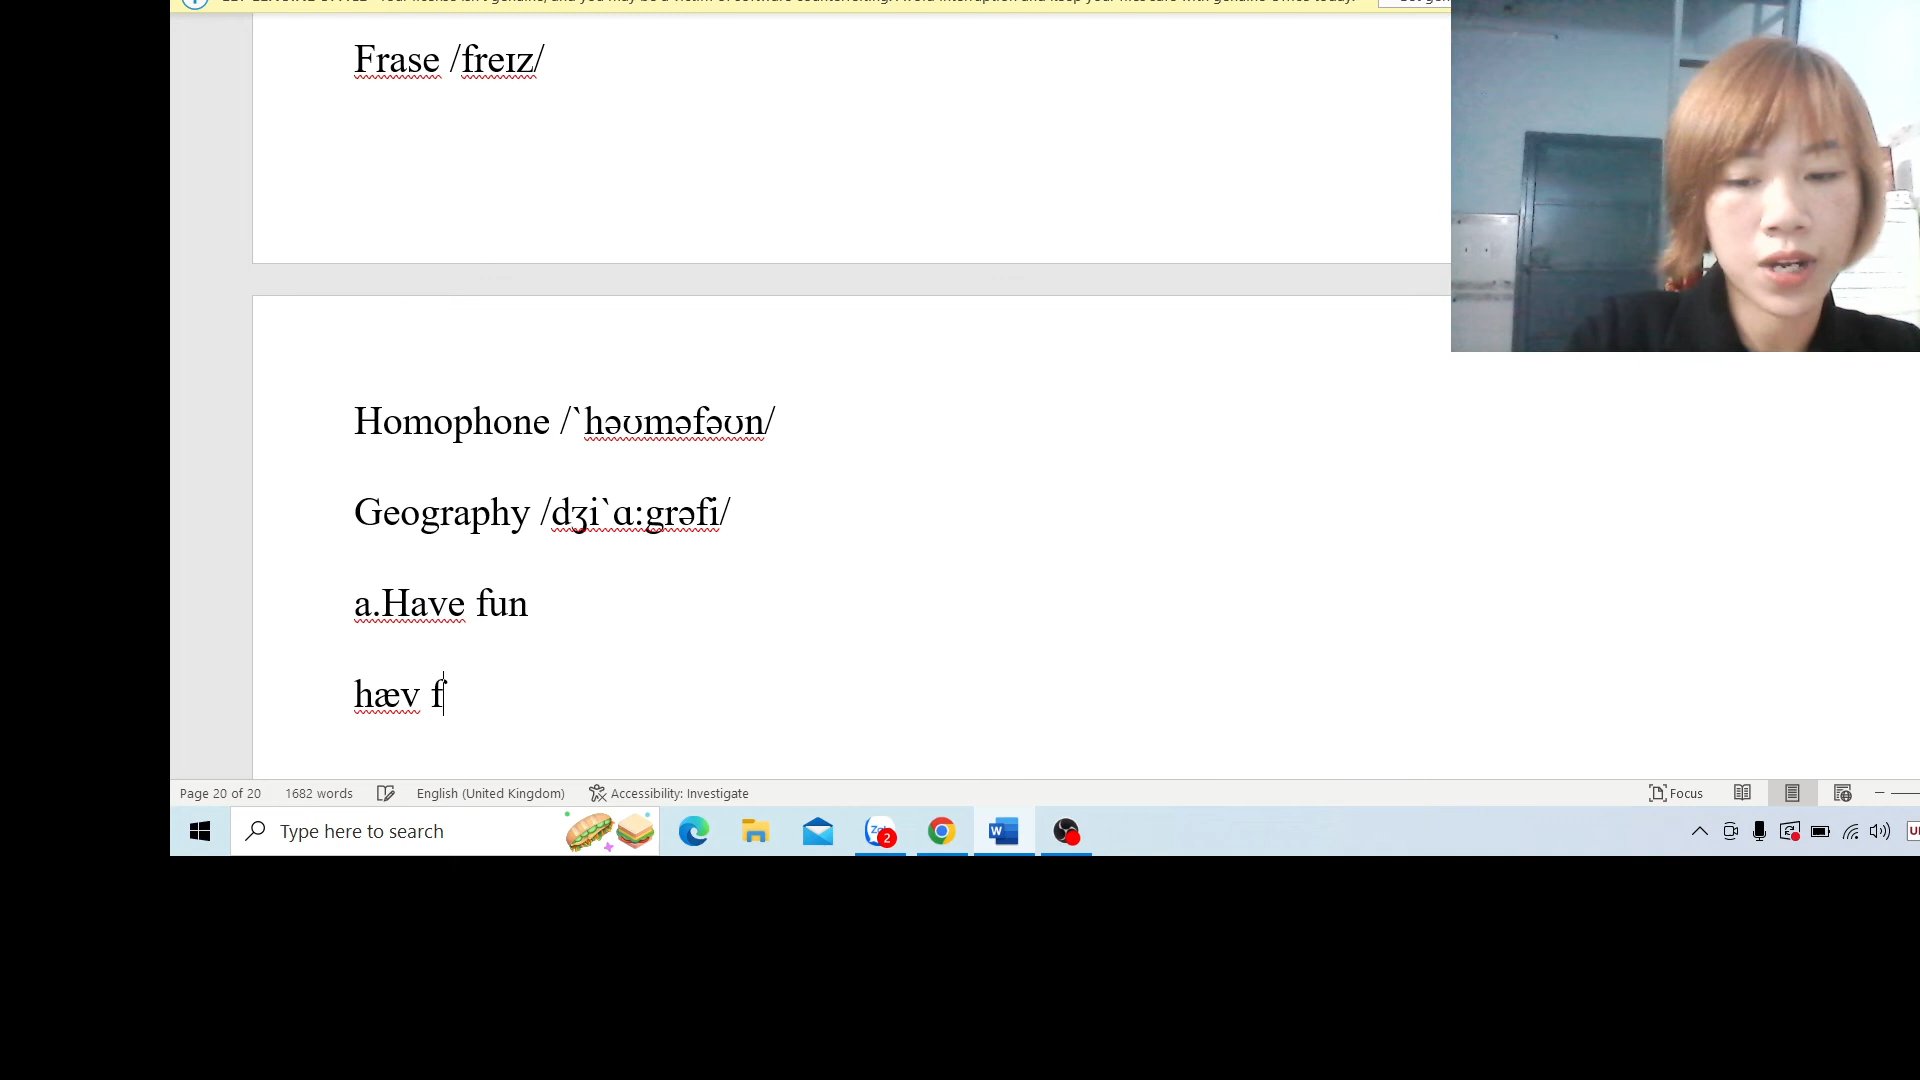 Frase /freɪz/
Homophone /`həʊməfəʊn/
Geography /dʒi`ɑ:grəfi/
a.Have fun
hæv f
Page 20 of 20 1682 words English (United Kingdom) Accessibility: Investigate Focus
Type here to search 2